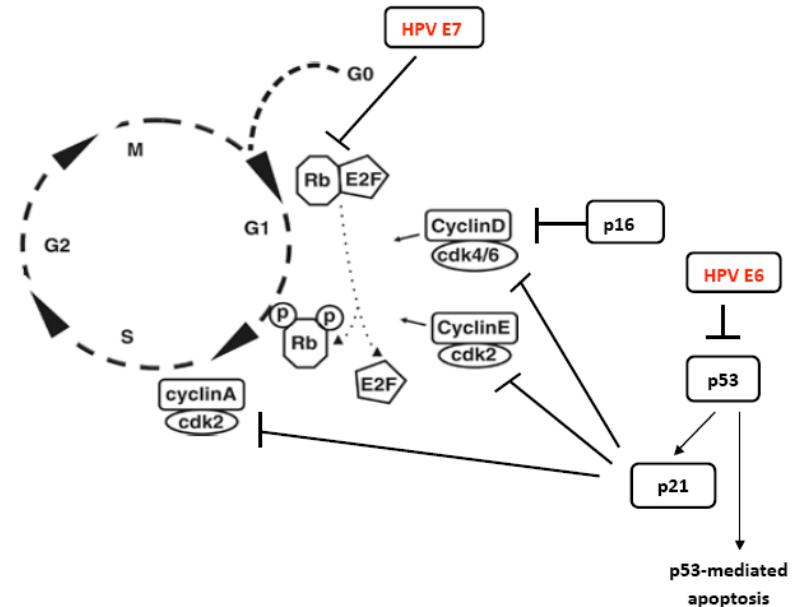 HPV E7
G0
M
Rb
E2F
G1
CyclinD
cdk4/6
p16
G2
HPV E6
P
P
Rb
CyclinE
cdk2
S
p53
E2F
cyclinA
cdk2
p21
p53-mediated
apoptosis